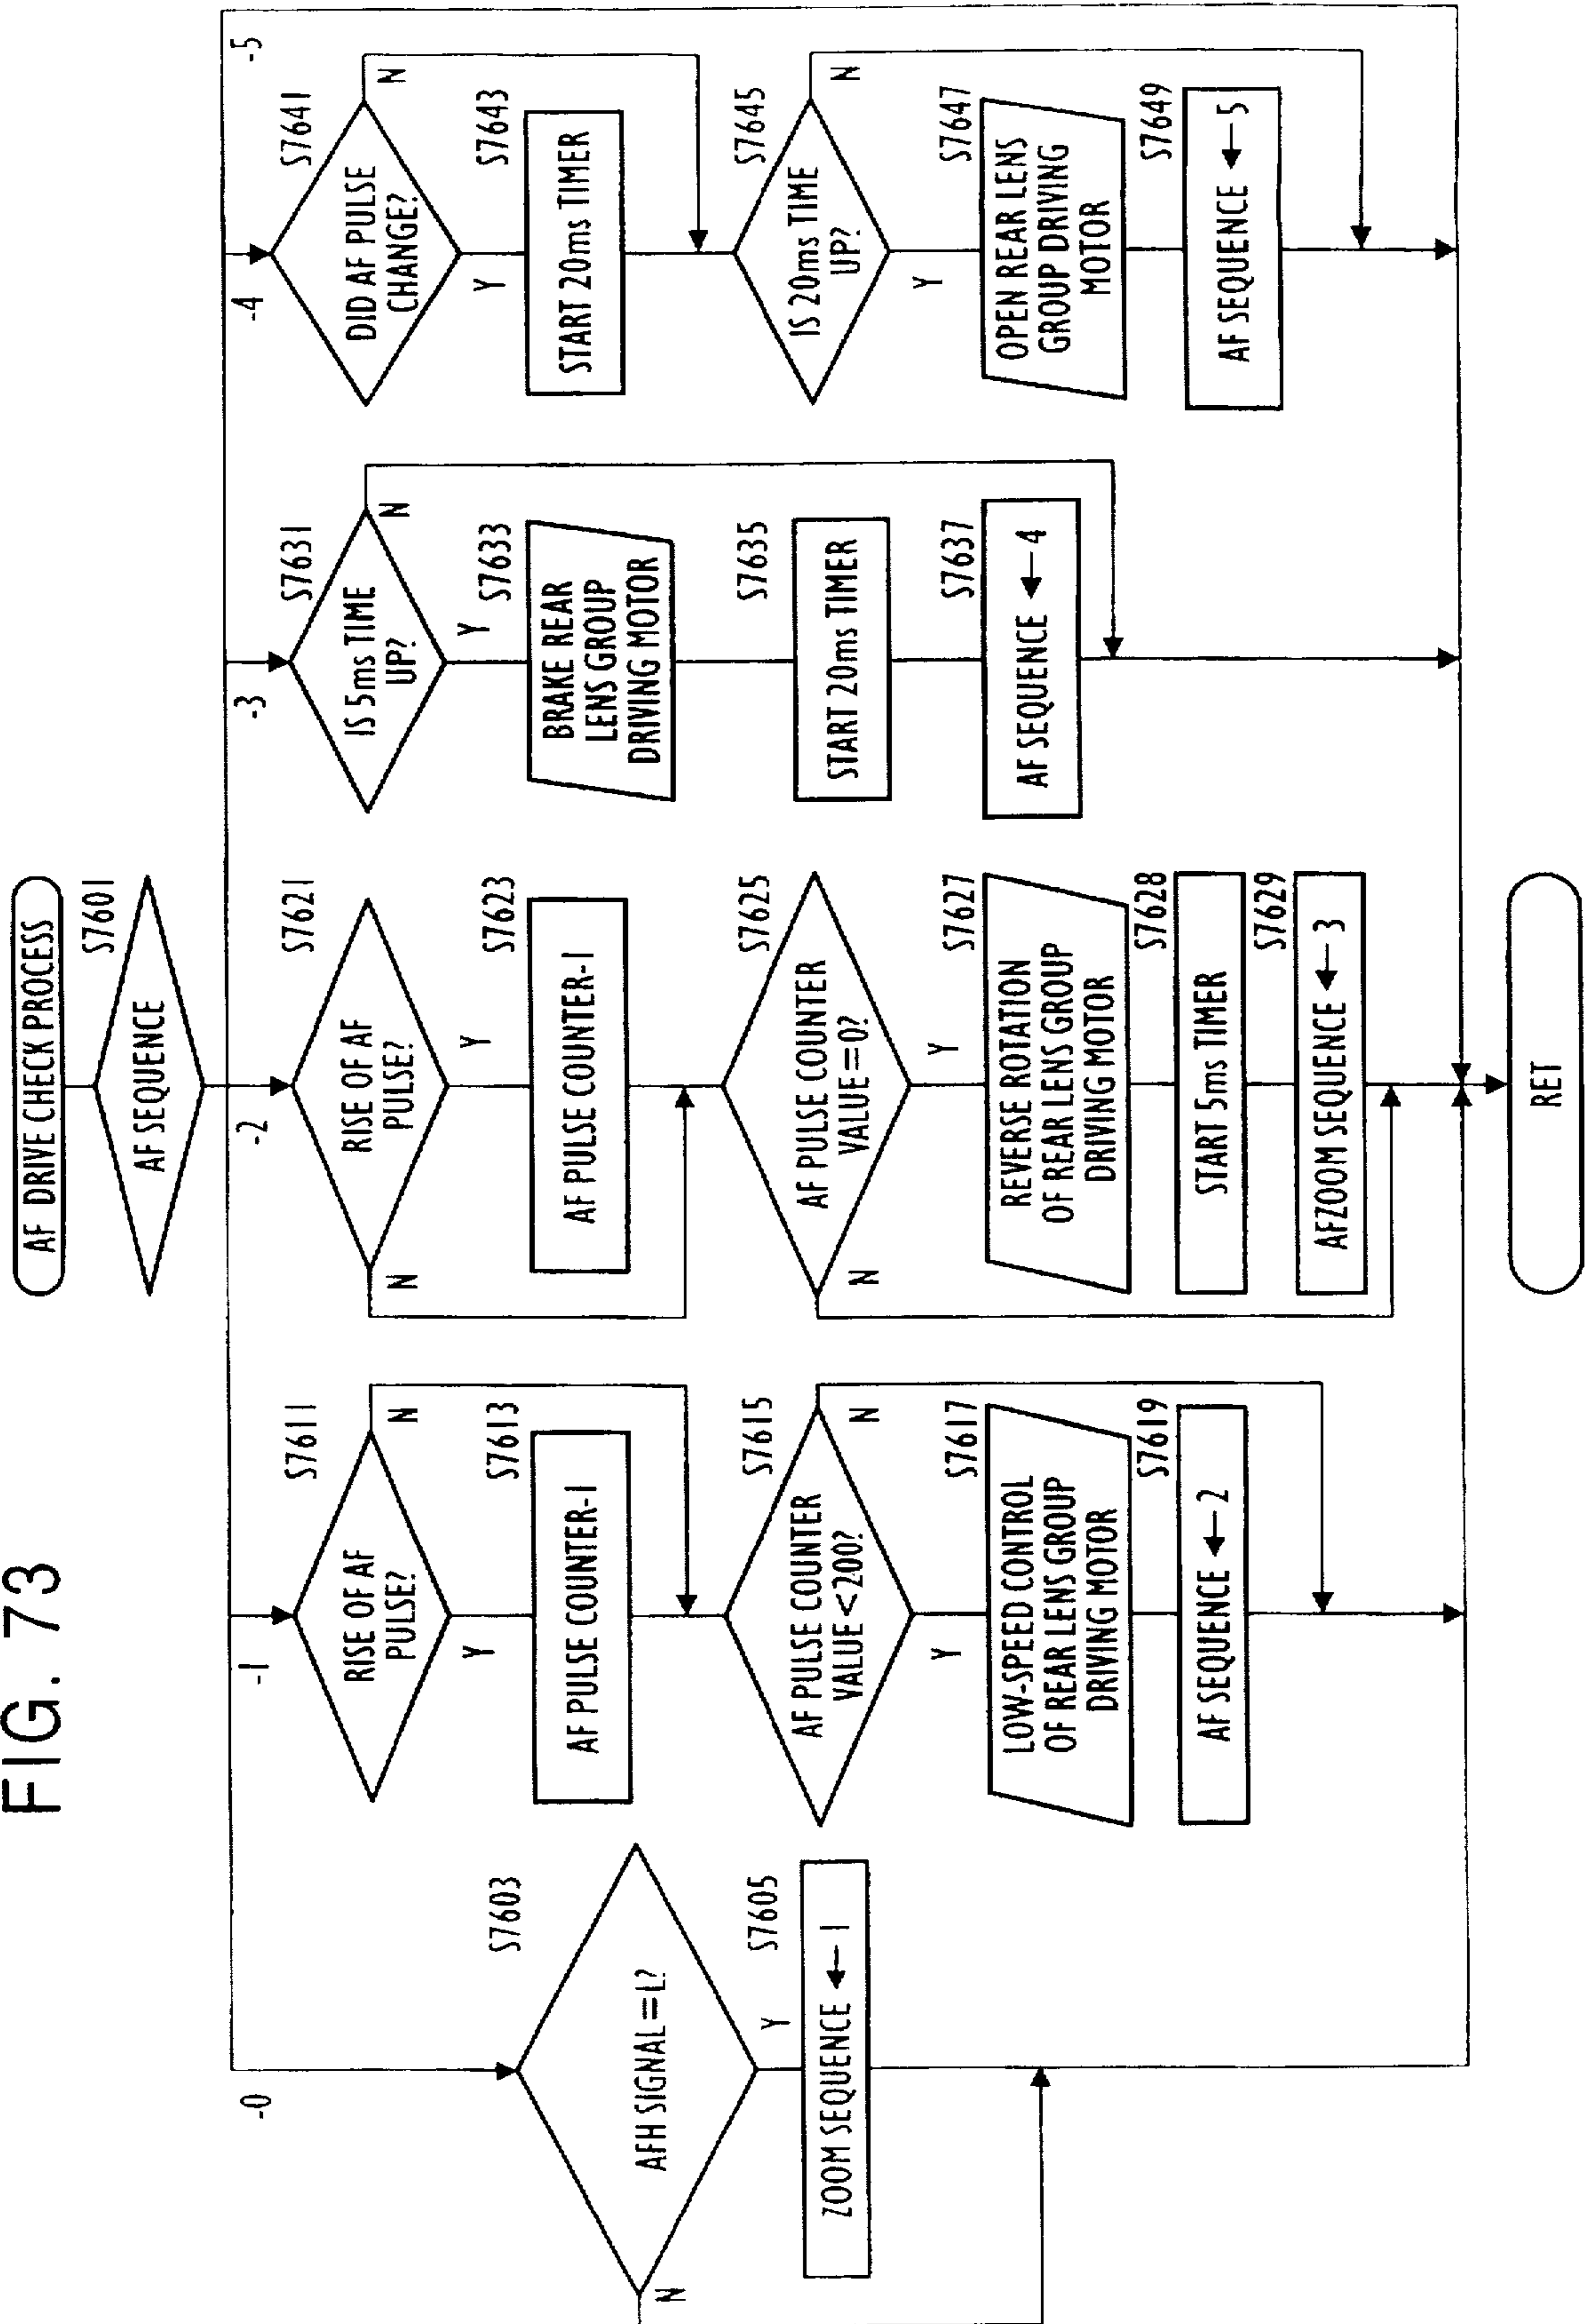 FIG. 73
AF DRIVE CHECK PROCESS
S7601
AF SEQUENCE
-0
S7603
AFH SIGNAL=L?
N
Y
S7605
ZOOM SEQUENCE ← 1
-1
S7611
RISE OF AF
PULSE?
N
Y
S7613
AF PULSE COUNTER-1
S7615
AF PULSE COUNTER
VALUE<200?
N
Y
S7617
LOW-SPEED CONTROL
OF REAR LENS GROUP
DRIVING MOTOR
S7619
AF SEQUENCE ← 2
-2
S7621
RISE OF AF
PULSE?
N
Y
S7623
AF PULSE COUNTER-1
S7625
AF PULSE COUNTER
VALUE=0?
N
Y
S7627
REVERSE ROTATION
OF REAR LENS GROUP
DRIVING MOTOR
S7628
START 5ms TIMER
S7629
AFZOOM SEQUENCE ← 3
-3
S7631
IS 5ms TIME
UP?
N
Y
S7633
BRAKE REAR
LENS GROUP
DRIVING MOTOR
S7635
START 20ms TIMER
S7637
AF SEQUENCE ← 4
-4
S7641
DID AF PULSE
CHANGE?
N
Y
S7643
START 20ms TIMER
S7645
IS 20ms TIME
UP?
N
Y
S7647
OPEN REAR LENS
GROUP DRIVING
MOTOR
S7649
AF SEQUENCE ← 5
-5
RET